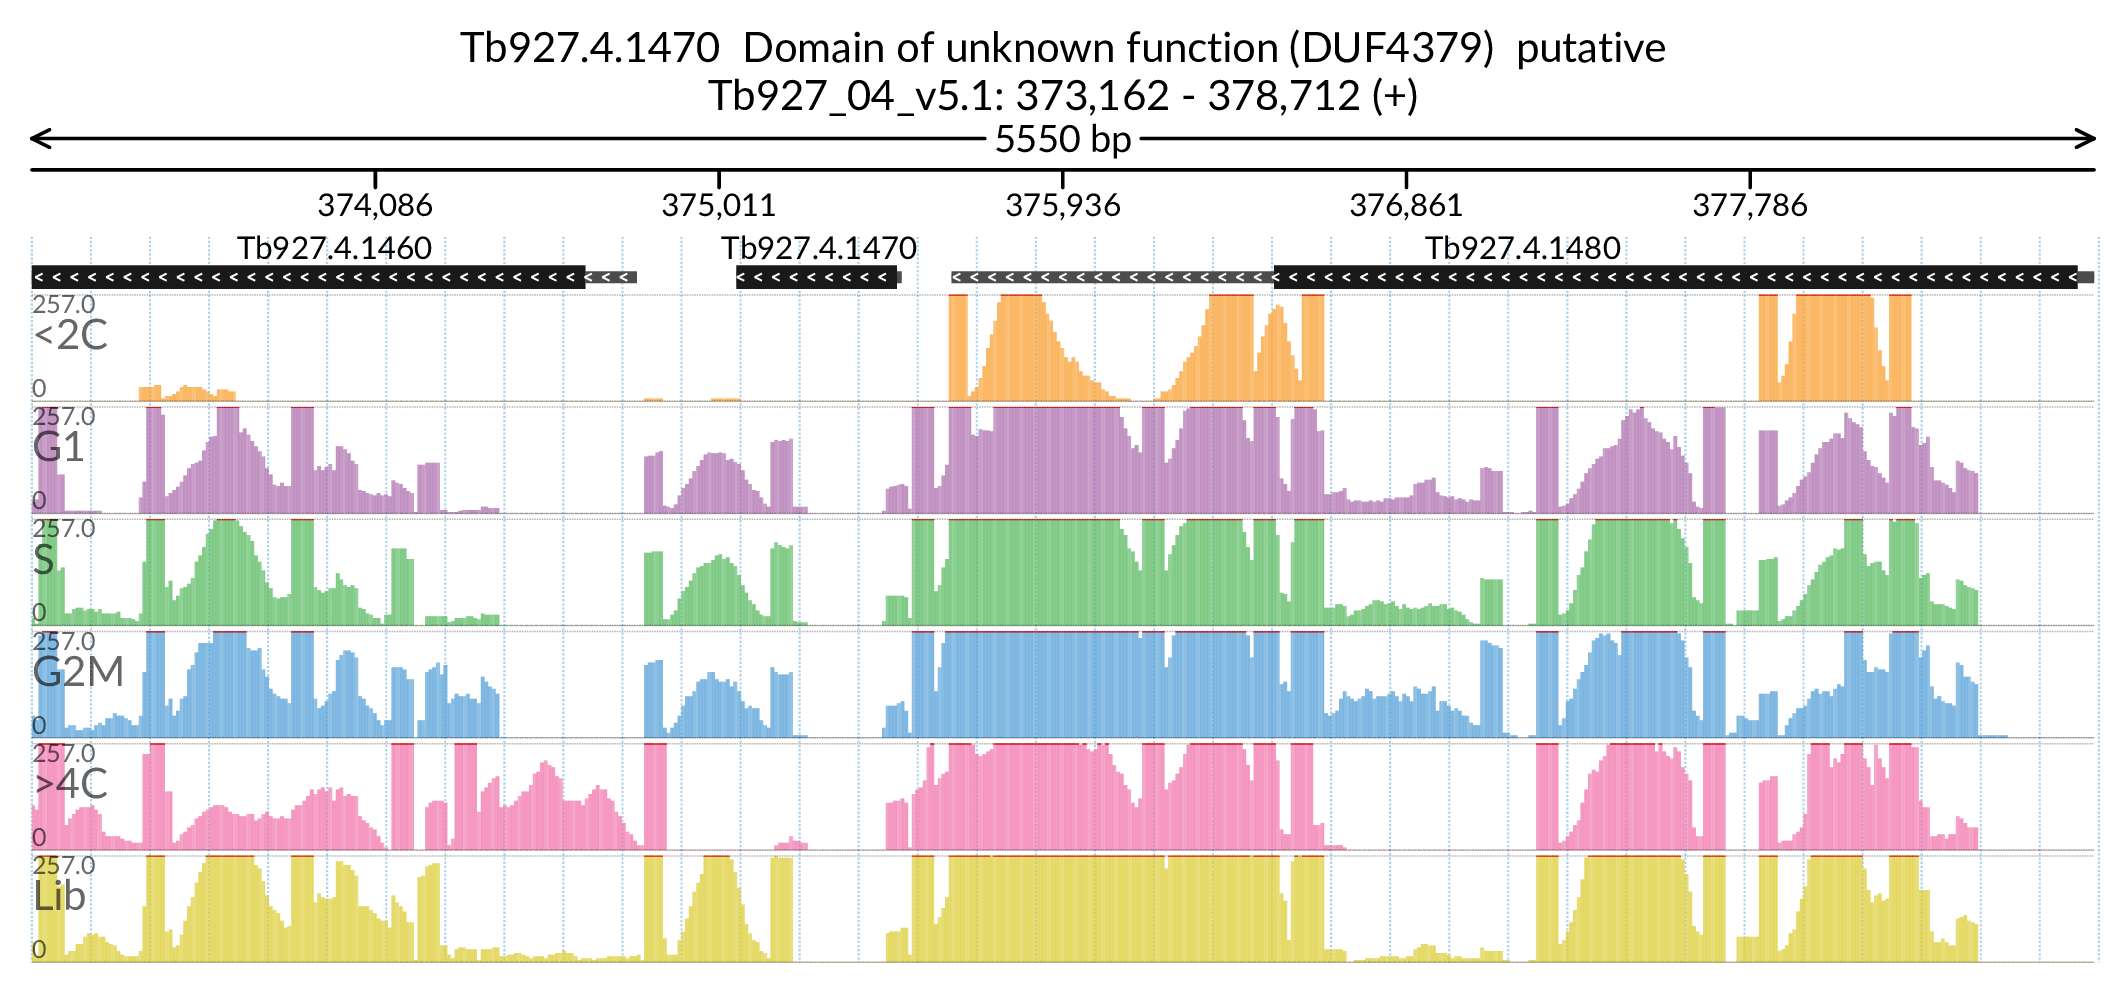 Tb927.4.1470  Domain of unknown function (DUF4379)  putative
Tb927_04_v5.1: 373,162 - 378,712 (+)
5550 bp
374,086 375,011 375,936 376,861 377,786
Tb927.4.1460 Tb927.4.1470 Tb927.4.1480
257.0
<2C
0
257.0
G1
0
257.0
S
0
257.0
G2M
0
257.0
>4C
0
257.0
Lib
0